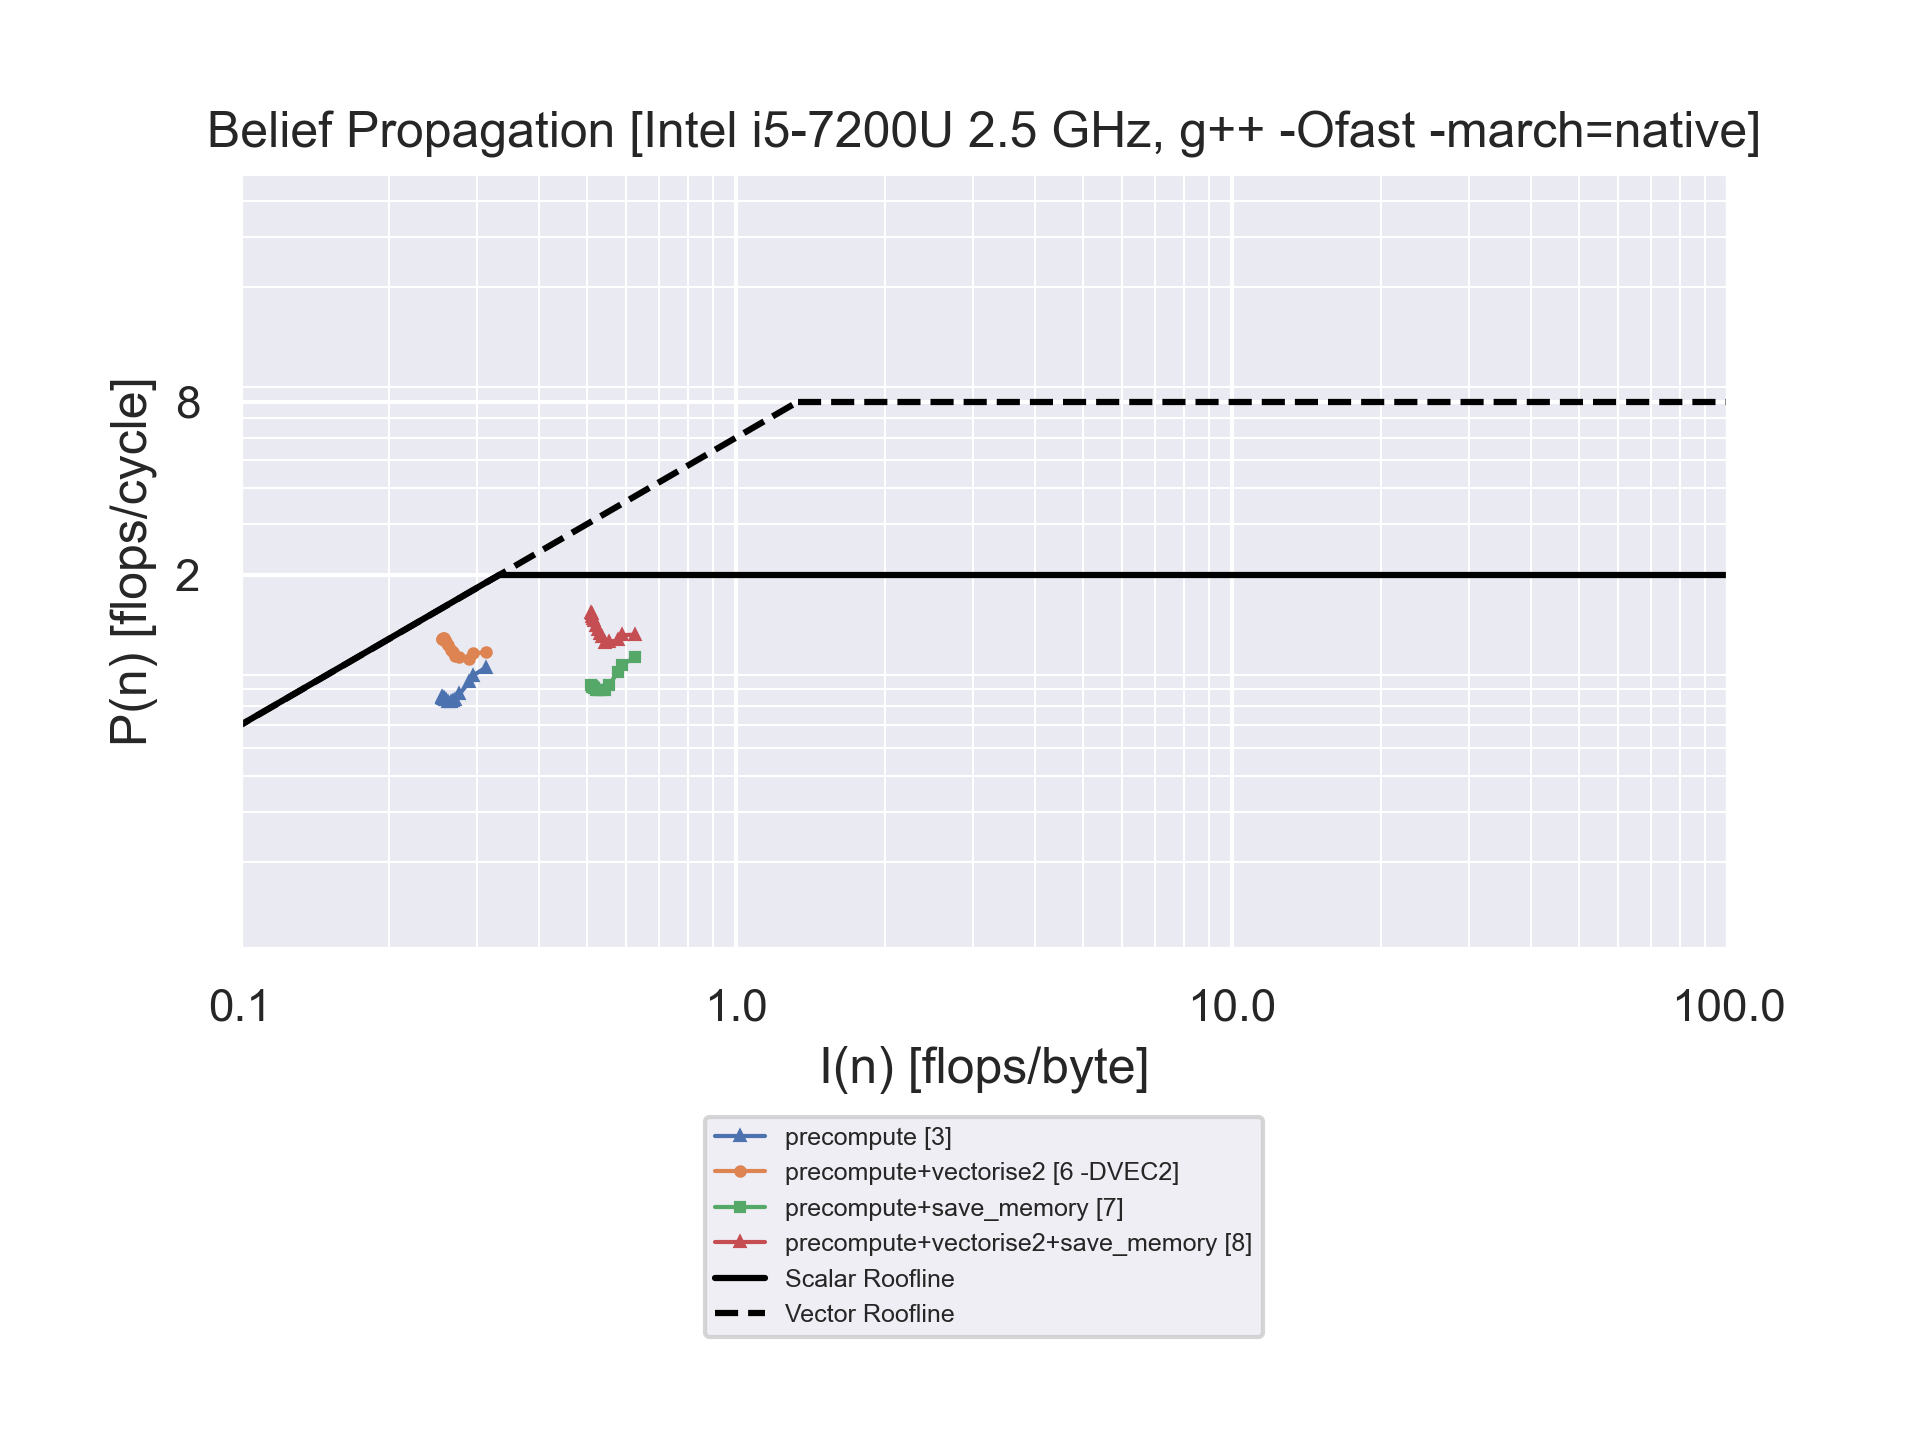 Belief Propagation [Intel i5-7200U 2.5 GHz, g++ -Ofast -march=native]
P(n) [flops/cycle]
8
2
0.1
1.0
10.0
100.0
I(n) [flops/byte]
precompute [3]
precompute+vectorise2 [6 -DVEC2]
precompute+save_memory [7]
precompute+vectorise2+save_memory [8]
Scalar Roofline
Vector Roofline